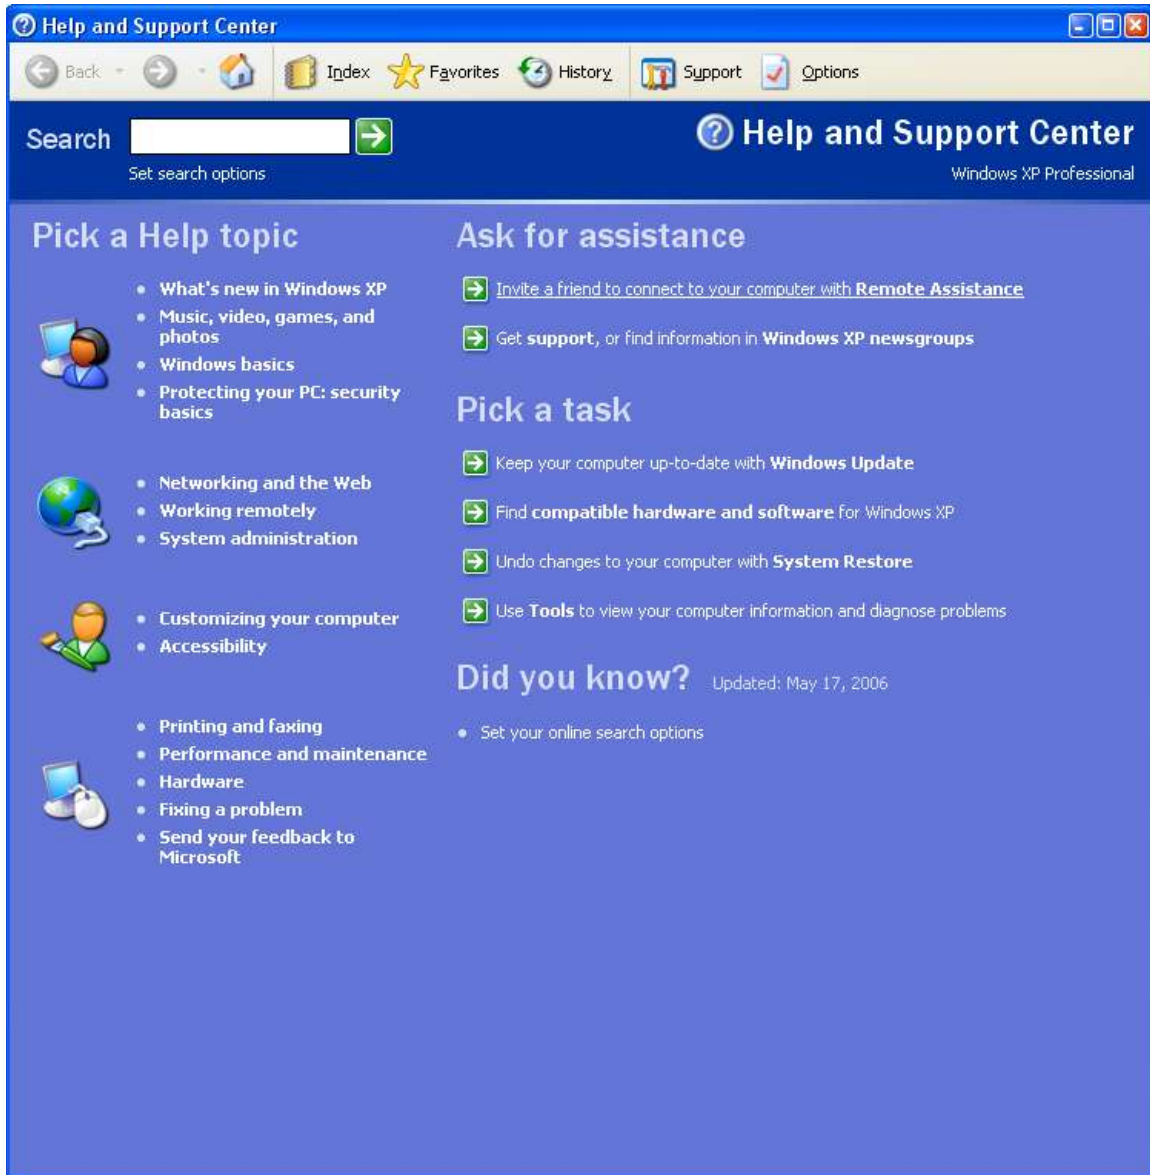 Help and Support Center
Back
Index
Favorites
History
Support
Options
Search
Set search options
Help and Support Center
Windows XP Professional
Pick a Help topic
What's new in Windows XP
Music, video, games, and
photos
Windows basics
Protecting your PC: security
basics
Networking and the Web
Working remotely
System administration
Customizing your computer
Accessibility
Printing and faxing
Performance and maintenance
Hardware
Fixing a problem
Send your feedback to
Microsoft
Ask for assistance
Invite a friend to connect to your computer with Remote Assistance
Get support, or find information in Windows XP newsgroups
Pick a task
Keep your computer up-to-date with Windows Update
Find compatible hardware and software for Windows XP
Undo changes to your computer with System Restore
Use Tools to view your computer information and diagnose problems
Did you know? Updated: May 17, 2006
Set your online search options